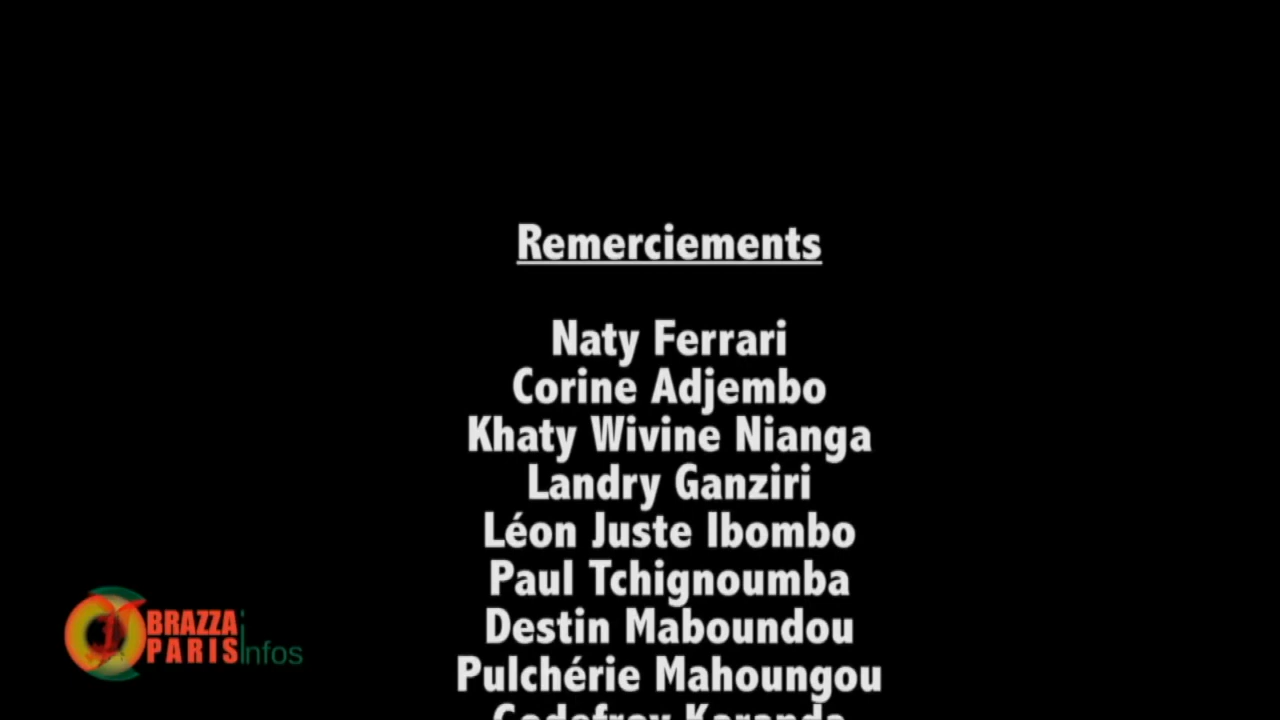 Remerciements
Naty Ferrari
Corine Adjembo
Khaty Wivine Nianga
Landry Ganziri
Léon Juste Ibombo
Paul Tchignoumba
Destin Maboundou
Pulchérie Mahoungou
BRAZZA
PARIS infos